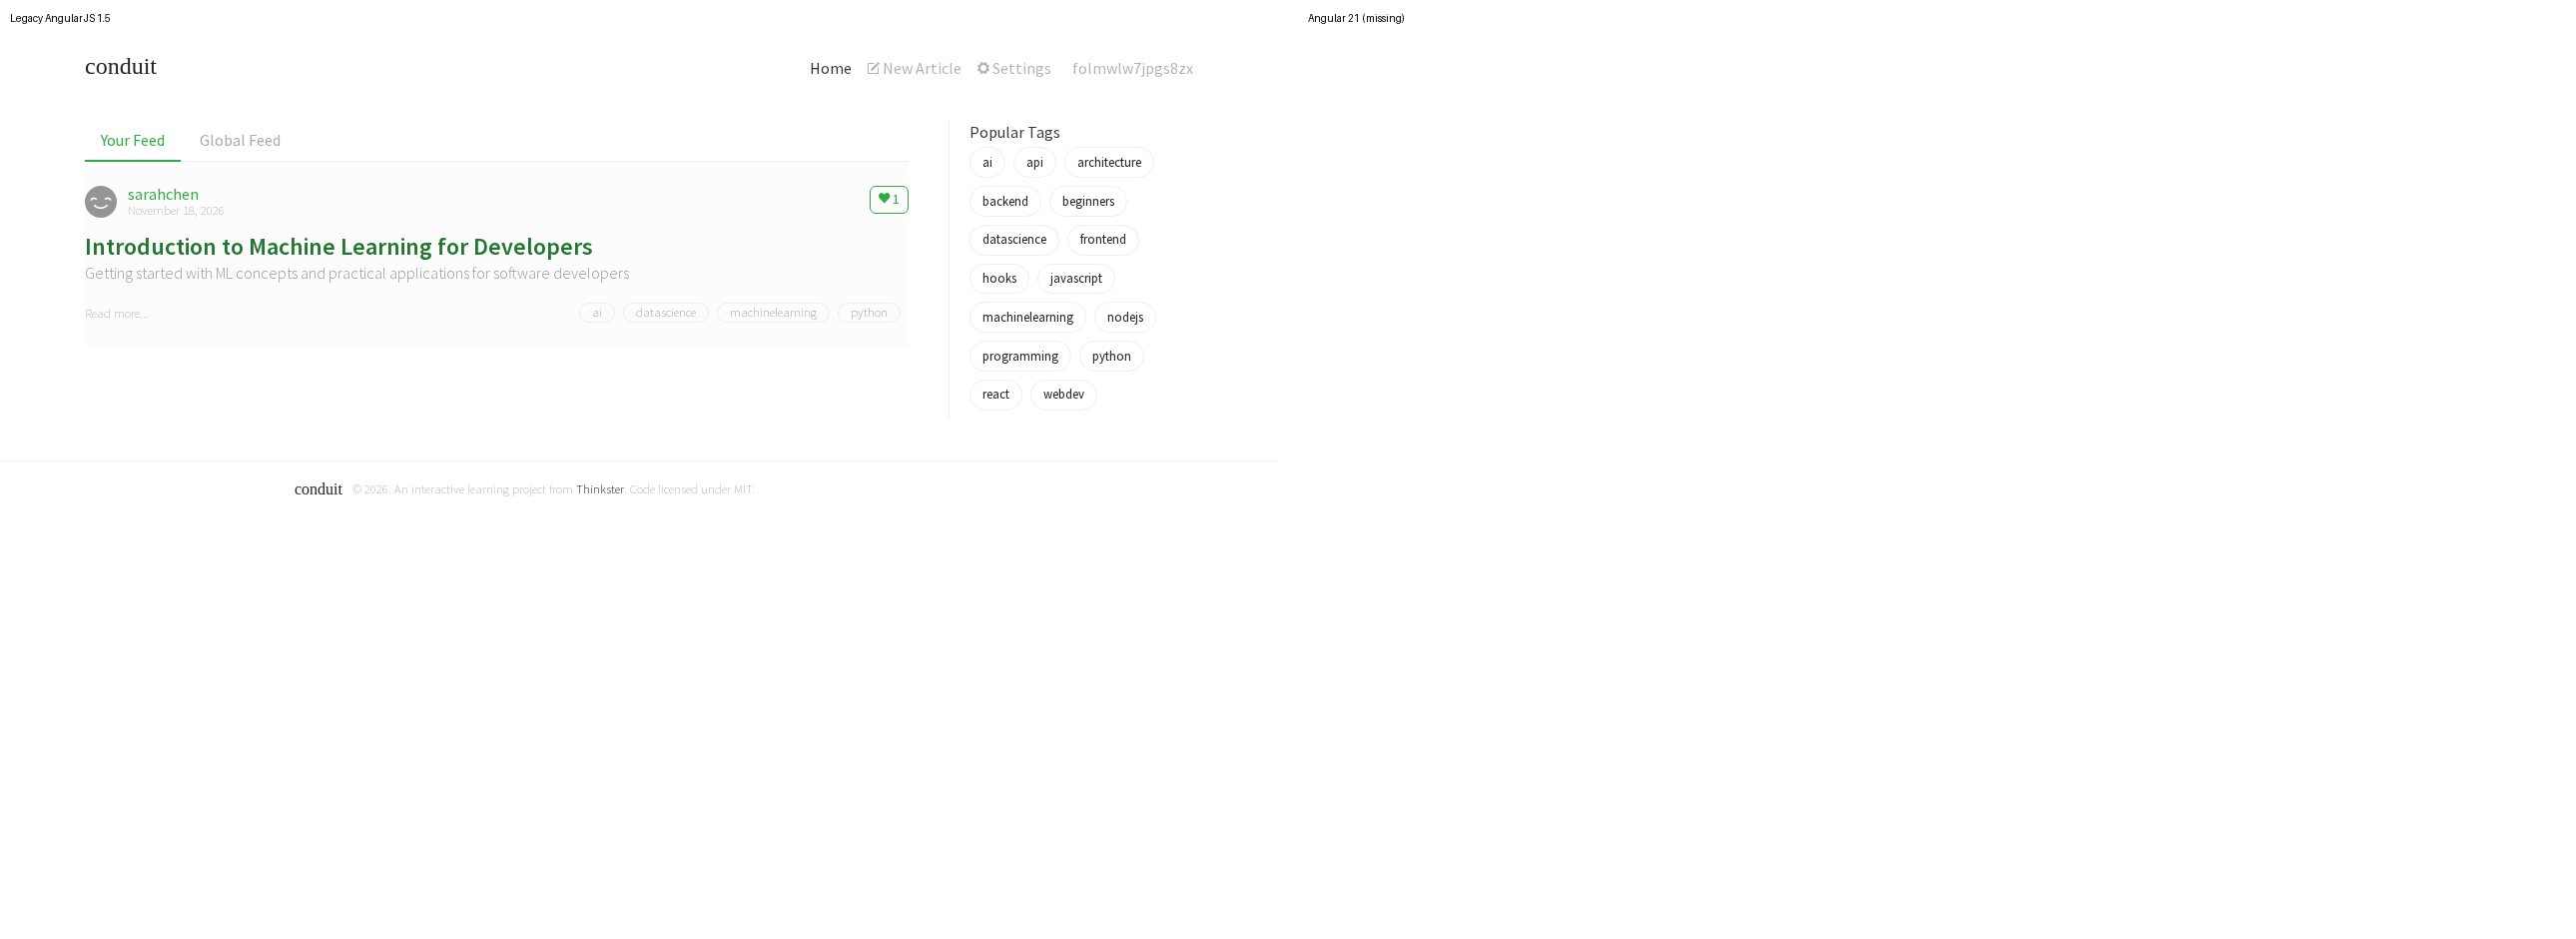 Legacy AngularJS 1.5
Angular 21 (missing)
conduit
Home New Article Settings folmwlw7jpgs8zx
Your Feed Global Feed
sarahchen
November 18, 2026
1
Introduction to Machine Learning for Developers
Getting started with ML concepts and practical applications for software developers
Read more...
ai datascience machinelearning python
Popular Tags
ai api architecture
backend beginners
datascience frontend
hooks javascript
machinelearning nodejs
programming python
react webdev
conduit © 2026. An interactive learning project from Thinkster. Code licensed under MIT.